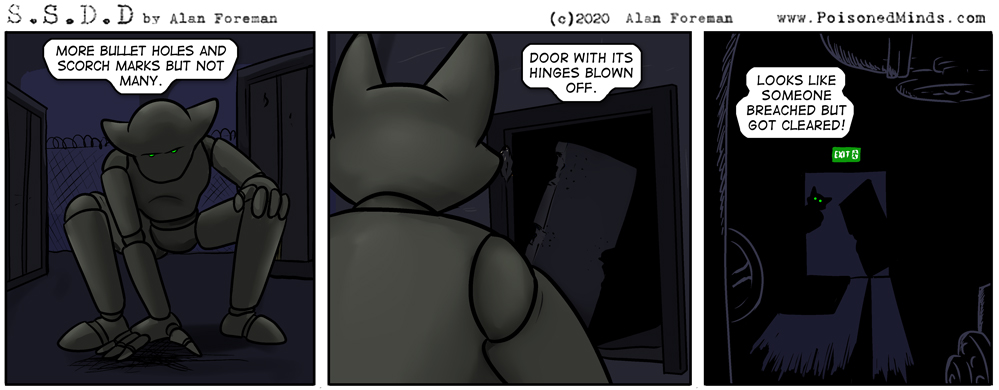 S.S.D.D by Alan Foreman (c)2020 Alan Foreman www.PoisonedMinds.com
MORE BULLET HOLES AND
SCORCH MARKS BUT NOT
MANY.
DOOR WITH ITS
HINGES BLOWN
OFF.
LOOKS LIKE
SOMEONE
BREACHED BUT
GOT CLEARED!
EXIT